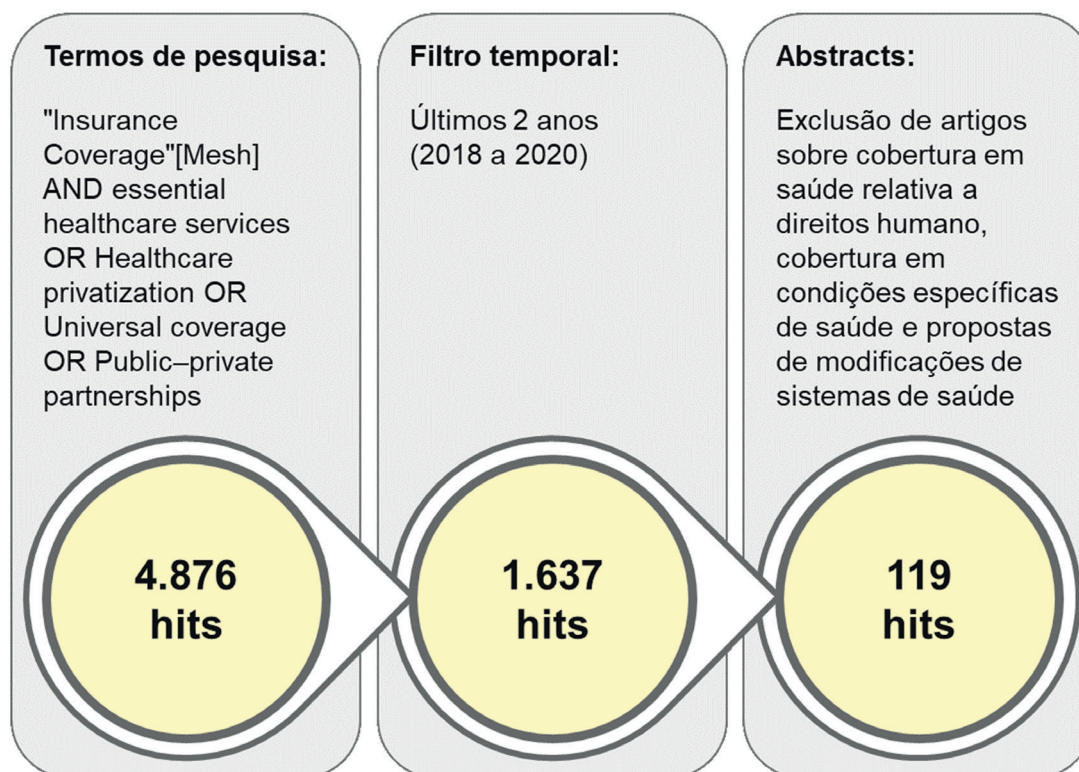 Termos de pesquisa:
"Insurance
Coverage"[Mesh]
AND essential
healthcare services
OR Healthcare
privatization OR
Universal coverage
OR Public–private
partnerships
4.876
hits
Filtro temporal:
Últimos 2 anos
(2018 a 2020)
1.637
hits
Abstracts:
Exclusão de artigos
sobre cobertura em
saúde relativa a
direitos humano,
cobertura em
condições específicas
de saúde e propostas
de modificações de
sistemas de saúde
119
hits